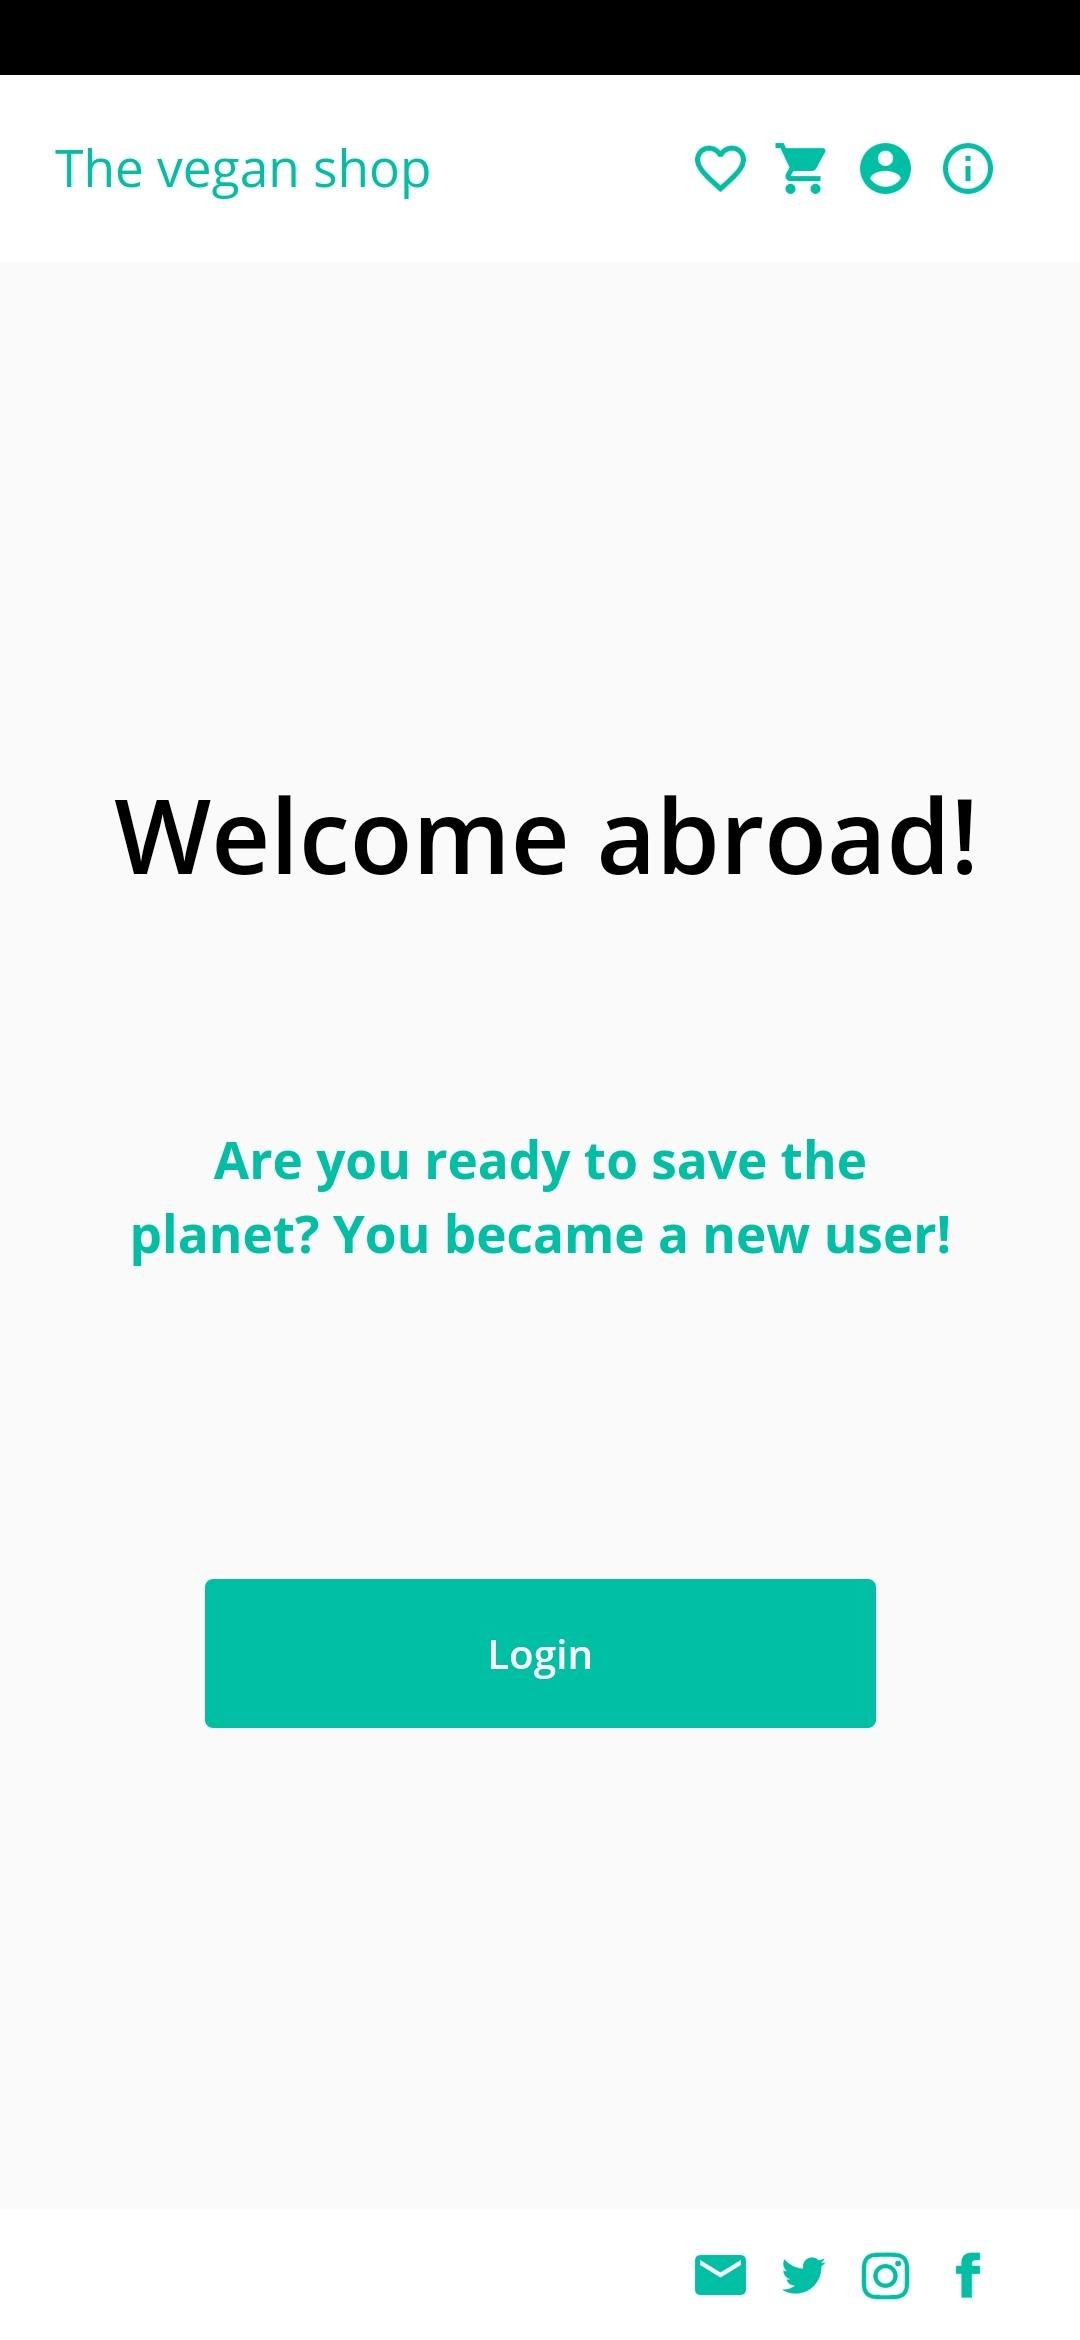 The vegan shop
Welcome abroad!
Are you ready to save the
planet? You became a new user!
Login